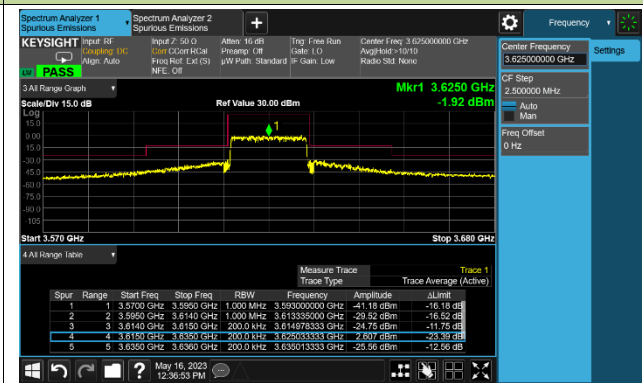 Spectrum Analyzer 1
Spurious Emissions
Spectrum Analyzer 2
Spurious Emissions
Frequency
KEYSIGHT
Input: RF
Coupling: DC
Align: Auto
Input Z: 50 Ω
Corr CCorr RCal
Freq Ref: Ext (S)
NFE: Off
Atten: 16 dB
Preamp: Off
µW Path: Standard
Trig: Free Run
Gate: LO
IF Gain: Low
Center Freq: 3.625000000 GHz
Avg|Hold:>10/10
Radio Std: None
PASS
Center Frequency
3.625000000 GHz
Settings
CF Step
2.500000 MHz
Auto
Man
Freq Offset
0 Hz
3 All Range Graph
Mkr1 3.6250 GHz
-1.92 dBm
Scale/Div 15.0 dB
Ref Value 30.00 dBm
Log
15.0
0.00
-15.0
-30.0
-45.0
-60.0
-75.0
-90.0
-105
1
Start 3.570 GHz
Stop 3.680 GHz
4 All Range Table
Measure Trace
Trace 1
Trace Type
Trace Average (Active)
Spur Range Start Freq Stop Freq RBW Frequency Amplitude ΔLimit
1 1 3.5700 GHz 3.5950 GHz 1.000 MHz 3.593000000 GHz -41.18 dBm -16.18 dB
2 2 3.5950 GHz 3.6140 GHz 1.000 MHz 3.613335000 GHz -29.52 dBm -16.52 dB
3 3 3.6140 GHz 3.6150 GHz 200.0 kHz 3.614978333 GHz -24.75 dBm -11.75 dB
4 4 3.6150 GHz 3.6350 GHz 200.0 kHz 3.625033333 GHz 2.607 dBm -23.39 dB
5 5 3.6350 GHz 3.6360 GHz 200.0 kHz 3.635013333 GHz -25.56 dBm -12.56 dB
May 16, 2023
12:36:53 PM